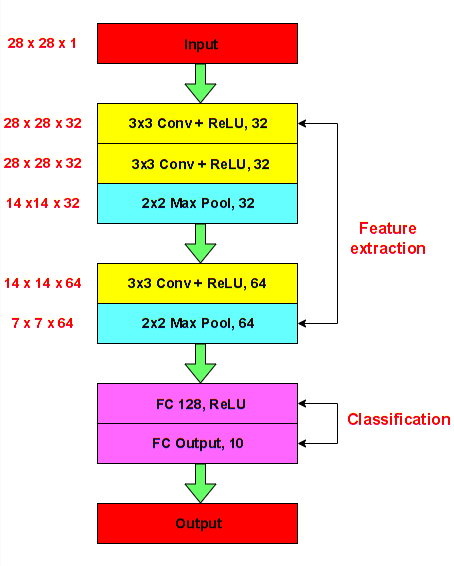 28 x 28 x 1
Input
28 x 28 x 32
3x3 Conv + ReLU, 32
28 x 28 x 32
3x3 Conv + ReLU, 32
14 x14 x 32
2x2 Max Pool, 32
Feature
extraction
14 x 14 x 64
3x3 Conv + ReLU, 64
7 x 7 x 64
2x2 Max Pool, 64
FC 128, ReLU
Classification
FC Output, 10
Output